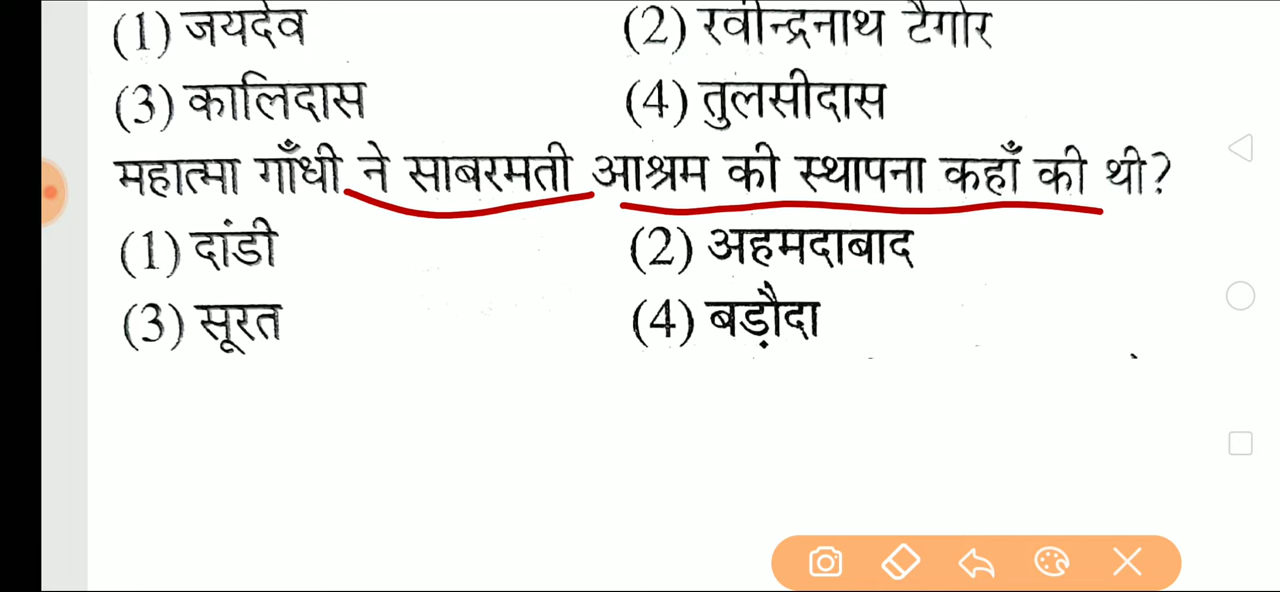 (1) जयदेव (2) रवीन्द्रनाथ टैगोर
(3) कालिदास (4) तुलसीदास
महात्मा गाँधी ने साबरमती आश्रम की स्थापना कहाँ की थी?
(1) दांडी (2) अहमदाबाद
(3) सूरत (4) बड़ौदा